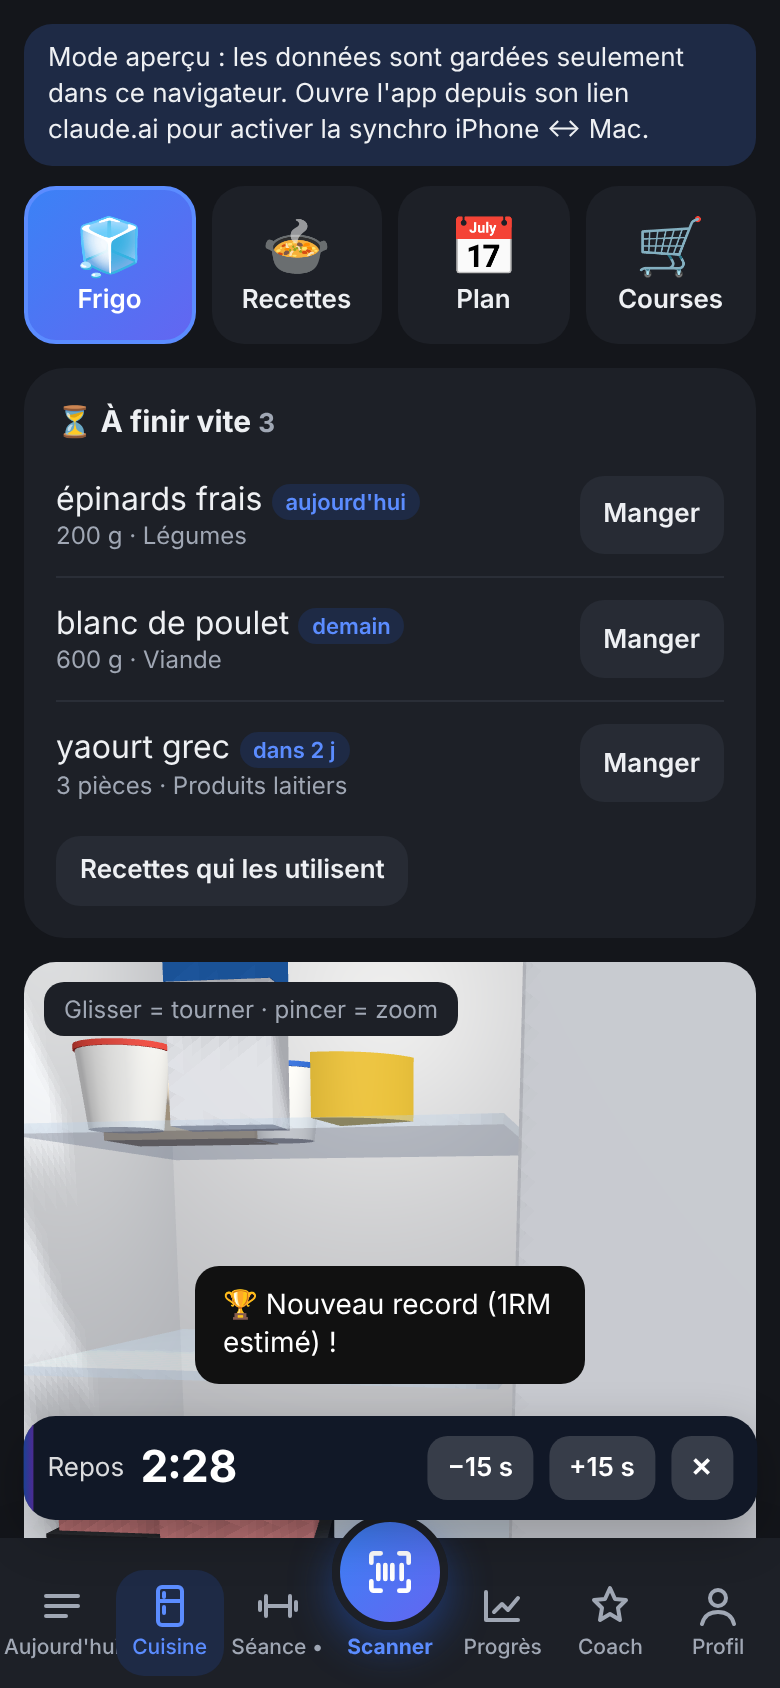 Mode aperçu : les données sont gardées seulement
dans ce navigateur. Ouvre l'app depuis son lien
claude.ai pour activer la synchro iPhone ↔ Mac.
Frigo
Recettes
July
17
Plan
Courses
⏳ À finir vite 3
épinards frais aujourd'hui
200 g · Légumes
Manger
blanc de poulet demain
600 g · Viande
Manger
yaourt grec dans 2 j
3 pièces · Produits laitiers
Manger
Recettes qui les utilisent
Glisser = tourner · pincer = zoom
🏆 Nouveau record (1RM
estimé) !
Repos 2:28 −15 s +15 s ✕
Aujourd'hui Cuisine Séance • Scanner Progrès Coach Profil